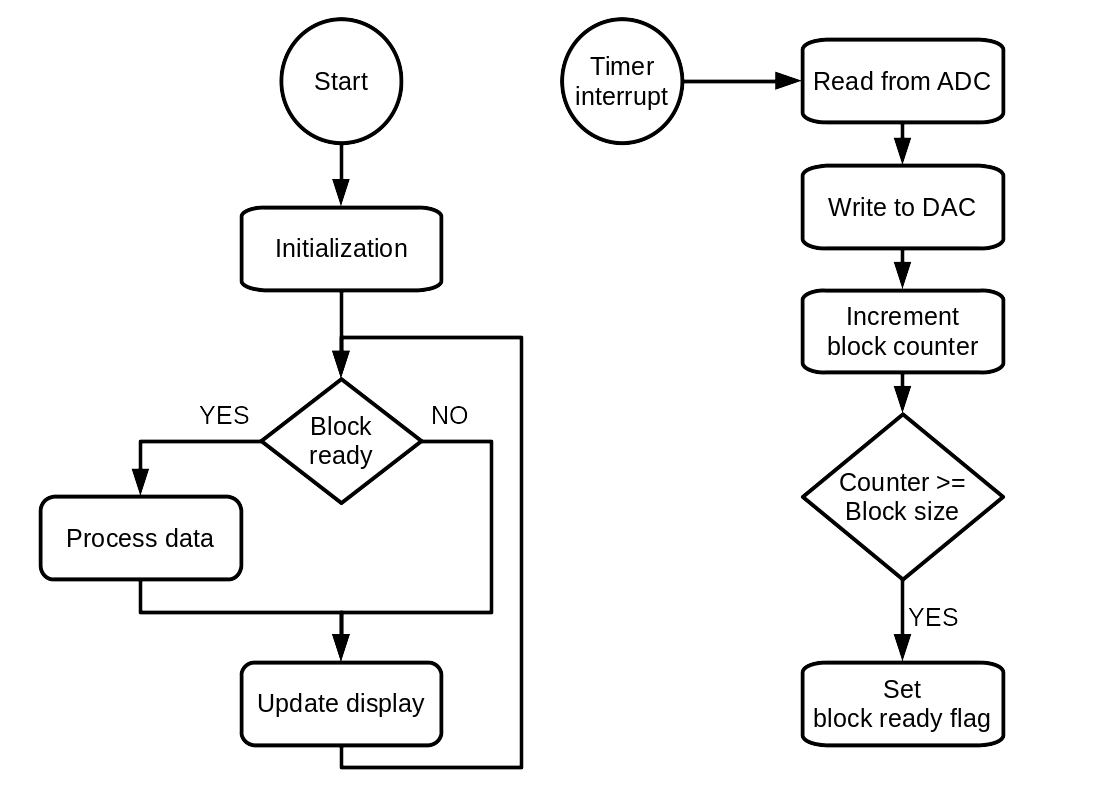 Start
Initialization
Block
ready
YES
NO
Process data
Update display
Timer
interrupt
Read from ADC
Write to DAC
Increment
block counter
Counter >=
Block size
YES
Set
block ready flag